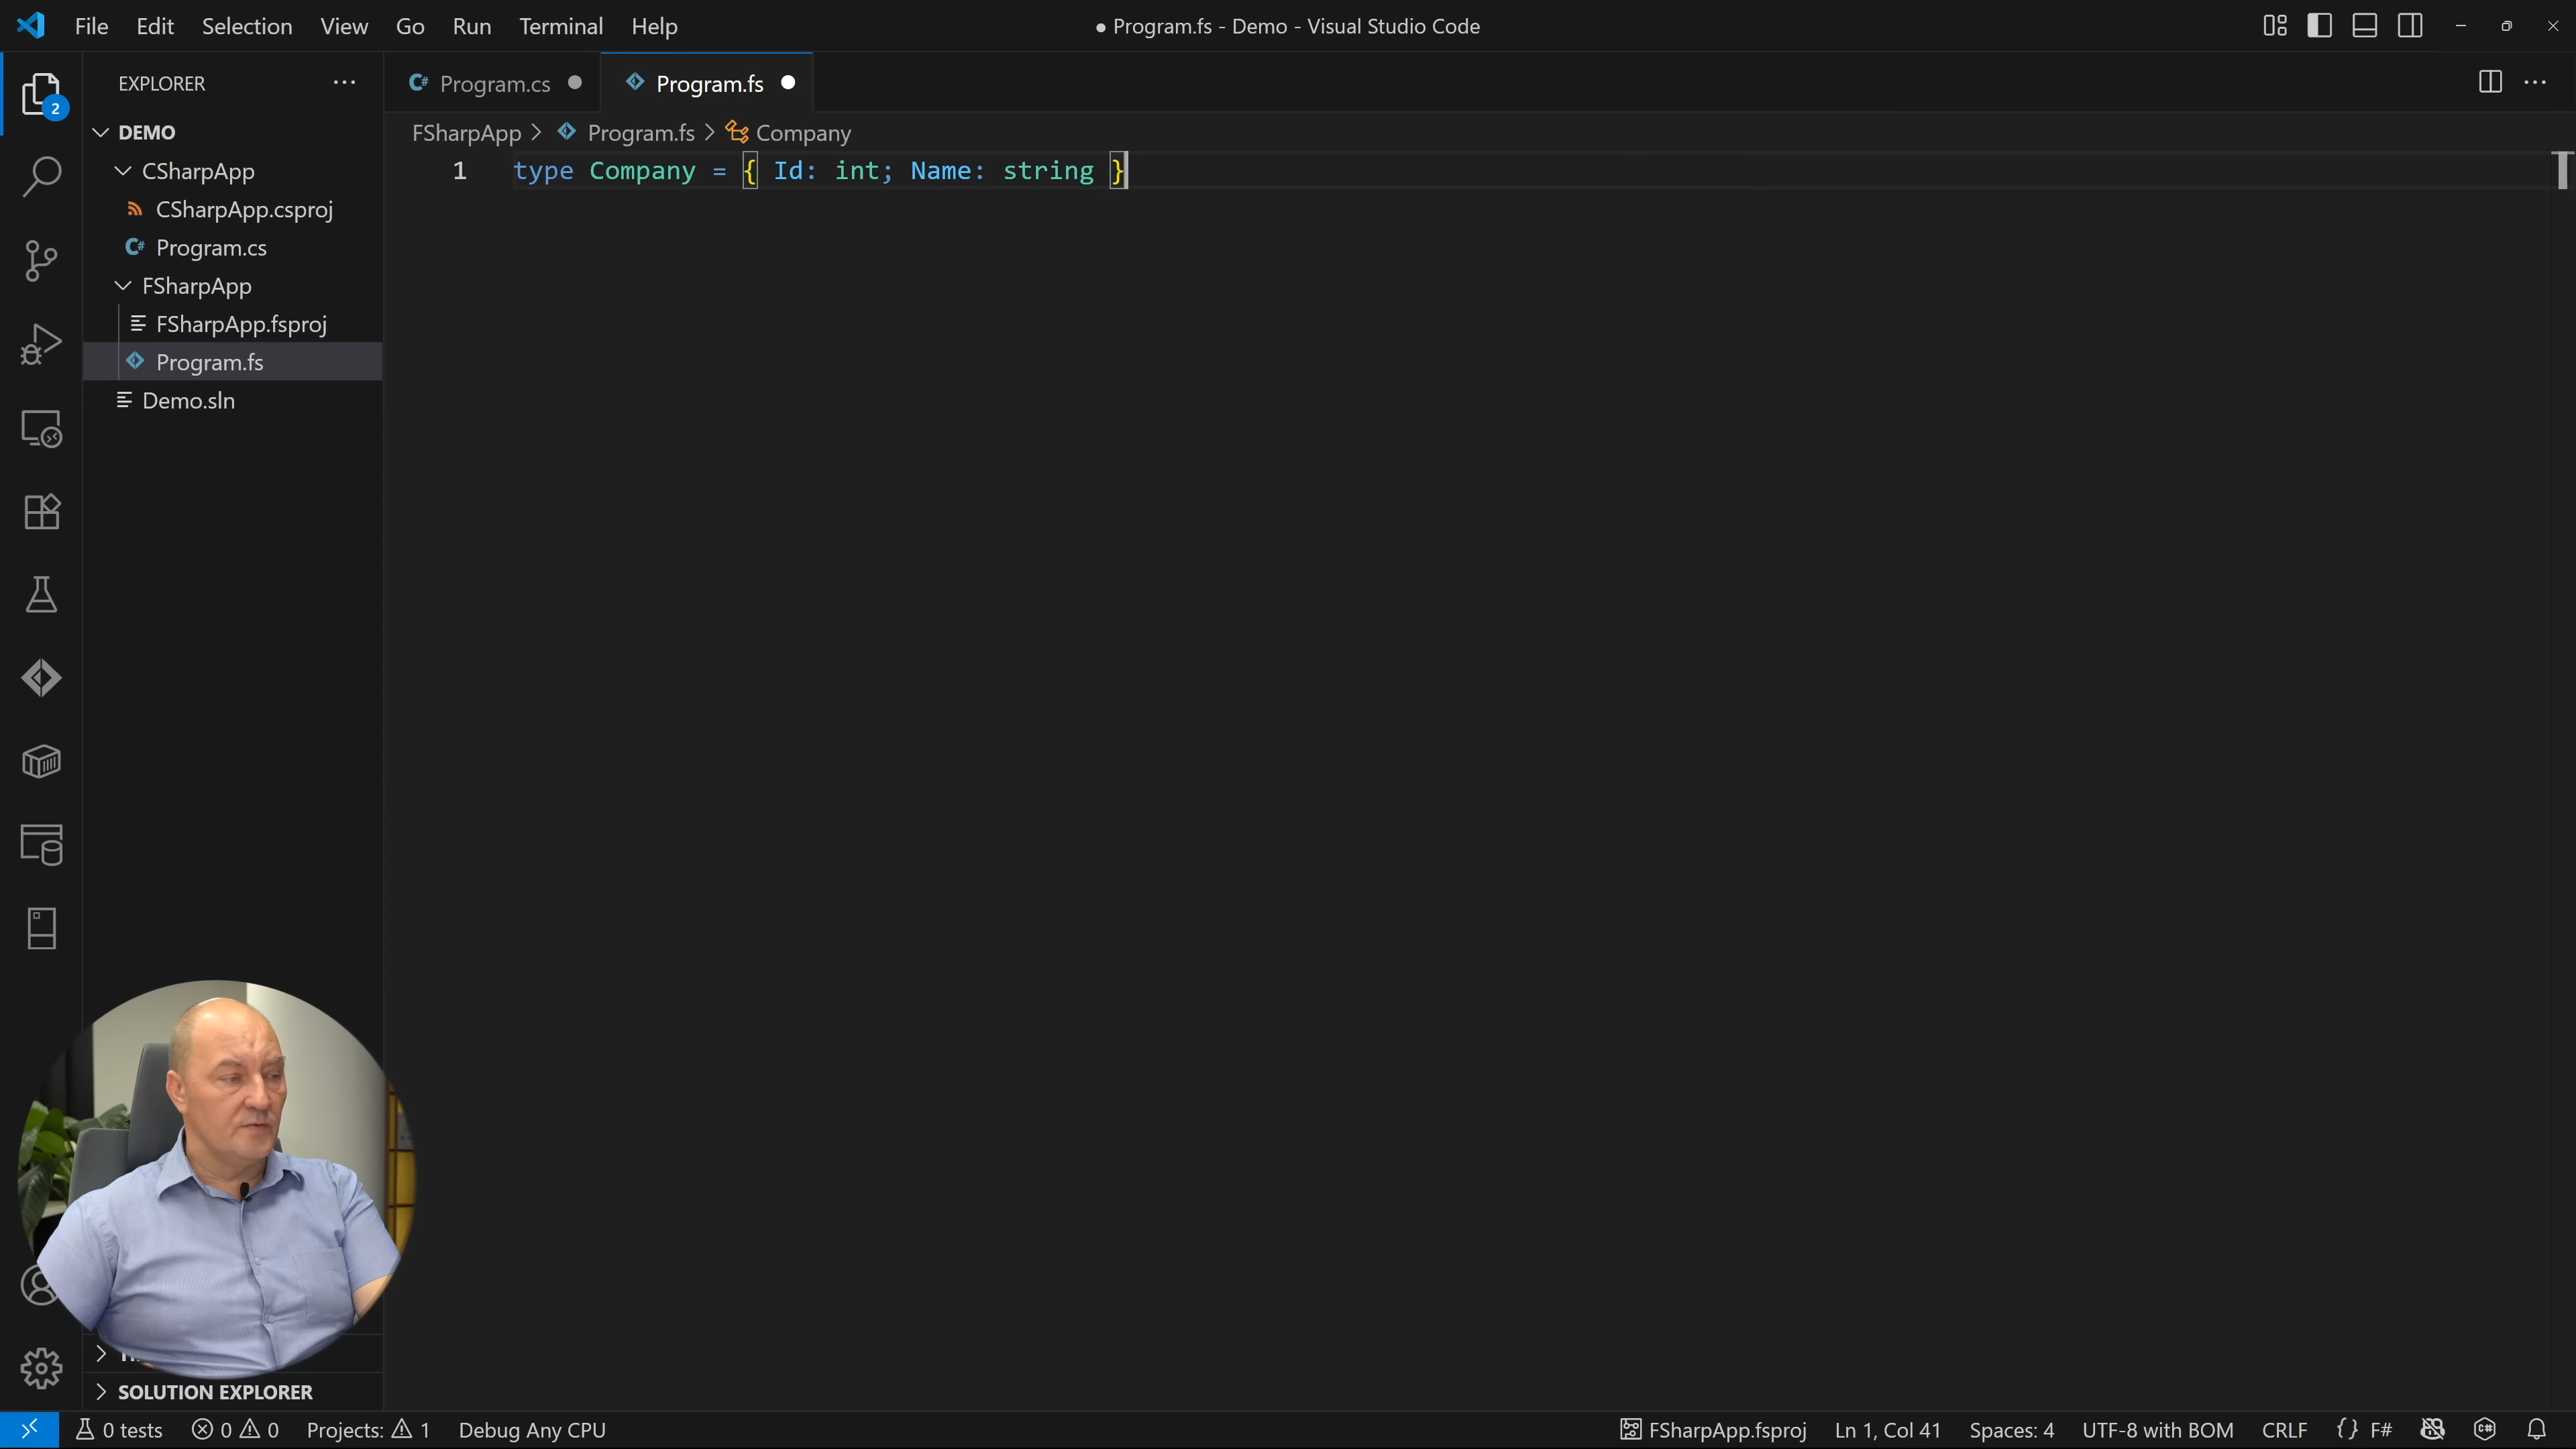 File Edit Selection View Go Run Terminal Help
● Program.fs - Demo - Visual Studio Code
EXPLORER
2
DEMO
CSharpApp
CSharpApp.csproj
C# Program.cs
FSharpApp
FSharpApp.fsproj
Program.fs
Demo.sln
SOLUTION EXPLORER
C# Program.cs
Program.fs
FSharpApp > Program.fs > Company
1 type Company = { Id: int; Name: string }
0 tests 0 0 Projects: 1 Debug Any CPU
FSharpApp.fsproj Ln 1, Col 41 Spaces: 4 UTF-8 with BOM CRLF {} F#